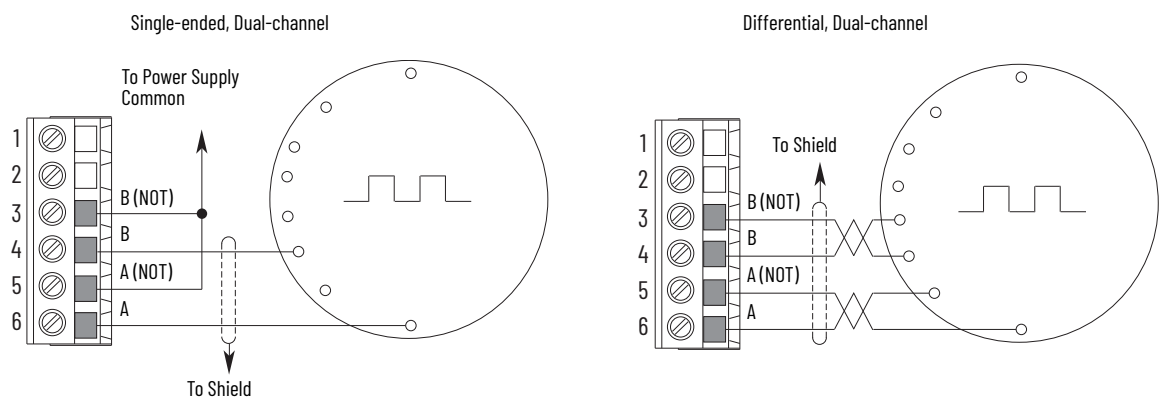 Single-ended, Dual-channel
To Power Supply
Common
1
2
3
4
5
6
B (NOT)
B
A (NOT)
A
To Shield
Differential, Dual-channel
To Shield
1
2
3
4
5
6
B (NOT)
B
A (NOT)
A